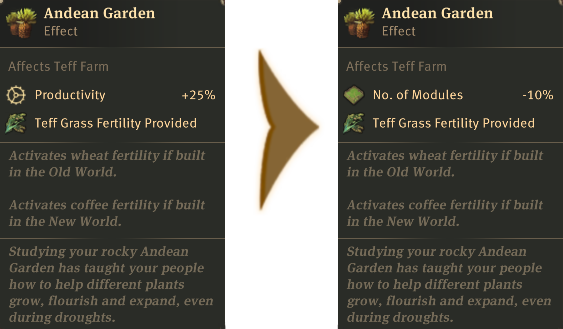 Andean Garden
Effect
Affects Teff Farm
Productivity +25%
Teff Grass Fertility Provided
Activates wheat fertility if built
in the Old World.
Activates coffee fertility if built
in the New World.
Studying your rocky Andean
Garden has taught your people
how to help different plants
grow, flourish and expand, even
during droughts.
Andean Garden
Effect
Affects Teff Farm
No. of Modules -10%
Teff Grass Fertility Provided
Activates wheat fertility if built
in the Old World.
Activates coffee fertility if built
in the New World.
Studying your rocky Andean
Garden has taught your people
how to help different plants
grow, flourish and expand, even
during droughts.